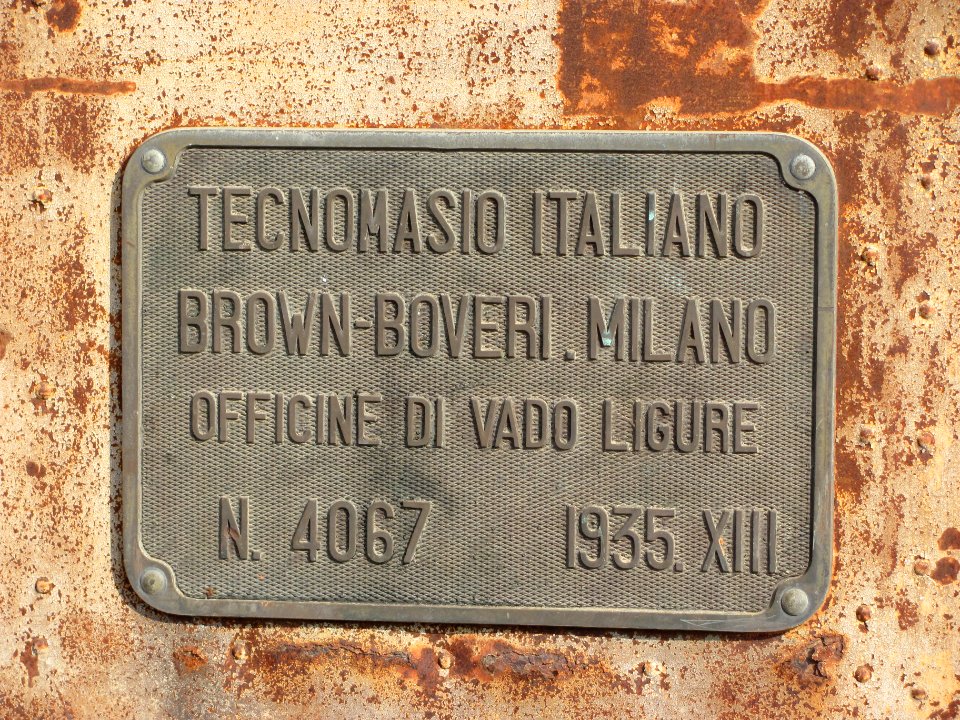 TECNOMASIO ITALIANO
BROWN-BOVERI. MILANO
OFFICINE DI VADO LIGURE
N. 4067 1935. XIII